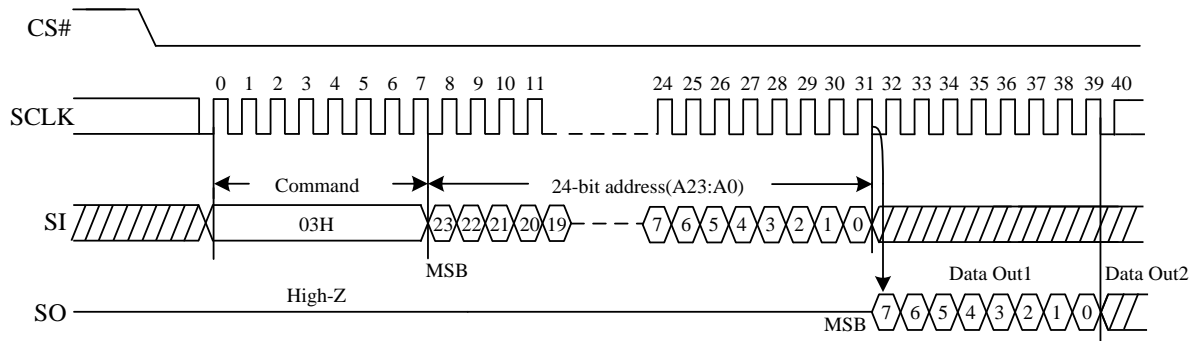 CS#
0 1 2 3 4 5 6 7 8 9 10 11 24 25 26 27 28 29 30 31 32 33 34 35 36 37 38 39 40
SCLK
Command 24-bit address(A23:A0)
SI 03H 23 22 21 20 19 7 6 5 4 3 2 1 0
MSB
High-Z Data Out1 Data Out2
SO 7 6 5 4 3 2 1 0
MSB